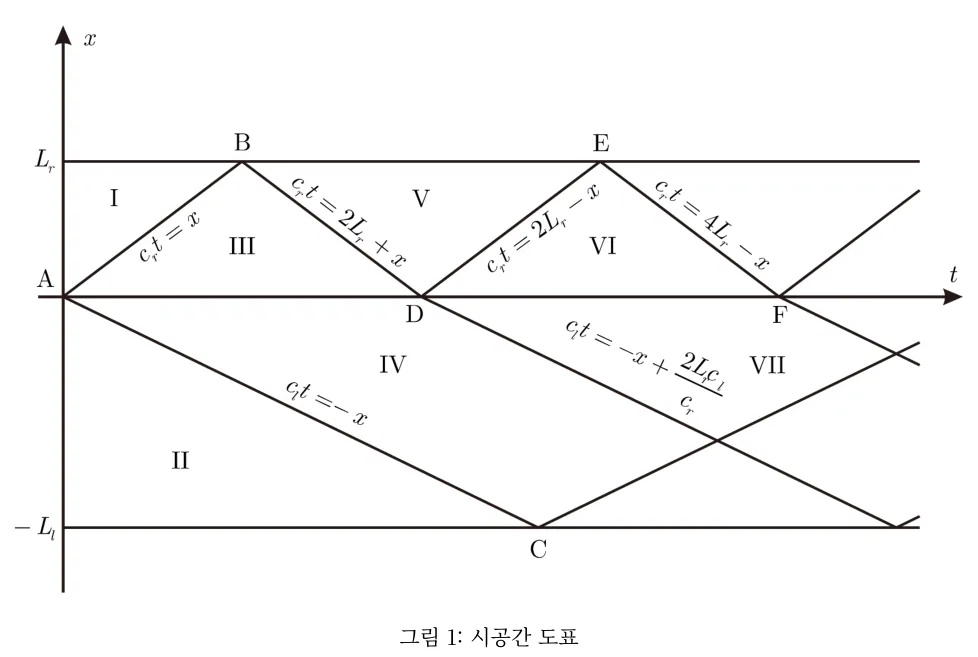 x
L_r
B
E
I
V
c_r t = x
c_r t = 2L_r + x
c_r t = 2L_r − x
c_r t = 4L_r − x
III
VI
A
t
D
F
IV
c_l t = −x + 2L_r c_l / c_r
VII
c_l t = − x
II
− L_l
C
그림 1: 시공간 도표